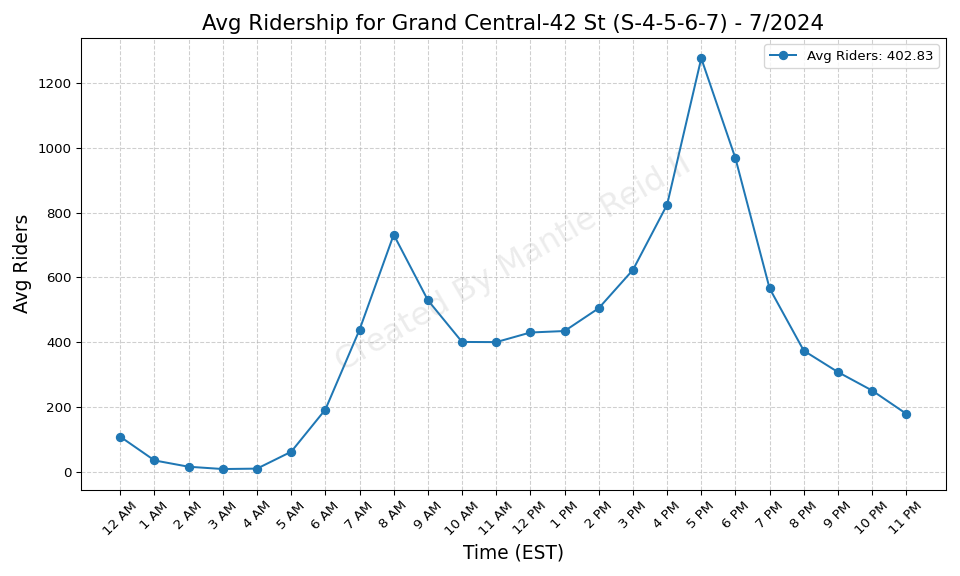 Avg Ridership for Grand Central-42 St (S-4-5-6-7) - 7/2024
Avg Riders: 402.83
1200
1000
800
600
400
200
0
Avg Riders
Created By Mantie Reid II
12 AM
1 AM
2 AM
3 AM
4 AM
5 AM
6 AM
7 AM
8 AM
9 AM
10 AM
11 AM
12 PM
1 PM
2 PM
3 PM
4 PM
5 PM
6 PM
7 PM
8 PM
9 PM
10 PM
11 PM
Time (EST)